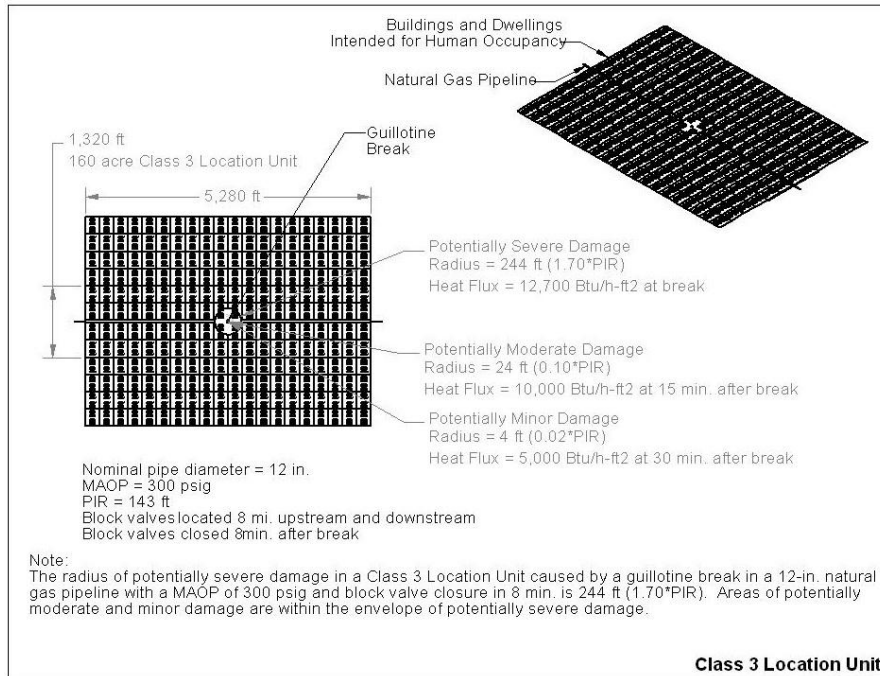 Buildings and Dwellings
Intended for Human Occupancy
Natural Gas Pipeline
Guillotine
Break
1,320 ft
160 acre Class 3 Location Unit
5,280 ft
Potentially Severe Damage
Radius = 244 ft (1.70*PIR)
Heat Flux = 12,700 Btu/h-ft2 at break
Potentially Moderate Damage
Radius = 24 ft (0.10*PIR)
Heat Flux = 10,000 Btu/h-ft2 at 15 min. after break
Potentially Minor Damage
Radius = 4 ft (0.02*PIR)
Heat Flux = 5,000 Btu/h-ft2 at 30 min. after break
Nominal pipe diameter = 12 in.
MAOP = 300 psig
PIR = 143 ft
Block valves located 8 mi. upstream and downstream
Block valves closed 8min. after break
Note:
The radius of potentially severe damage in a Class 3 Location Unit caused by a guillotine break in a 12-in. natural
gas pipeline with a MAOP of 300 psig and block valve closure in 8 min. is 244 ft (1.70*PIR). Areas of potentially
moderate and minor damage are within the envelope of potentially severe damage.
Class 3 Location Unit